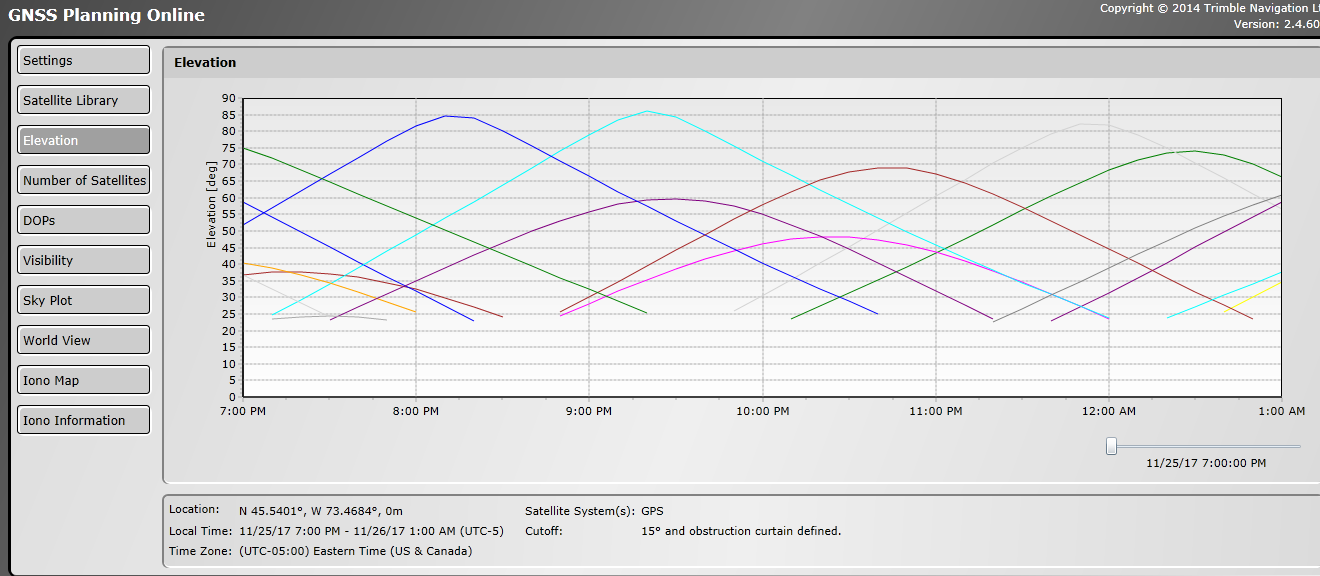 GNSS Planning Online
Copyright © 2014 Trimble Navigation Lt
Version: 2.4.60
Settings
Satellite Library
Elevation
Number of Satellites
DOPs
Visibility
Sky Plot
World View
Iono Map
Iono Information
Elevation
Elevation [deg]
90
85
80
75
70
65
60
55
50
45
40
35
30
25
20
15
10
5
0
7:00 PM 8:00 PM 9:00 PM 10:00 PM 11:00 PM 12:00 AM 1:00 AM
11/25/17 7:00:00 PM
Location: N 45.5401°, W 73.4684°, 0m Satellite System(s): GPS
Local Time: 11/25/17 7:00 PM - 11/26/17 1:00 AM (UTC-5) Cutoff: 15° and obstruction curtain defined.
Time Zone: (UTC-05:00) Eastern Time (US & Canada)